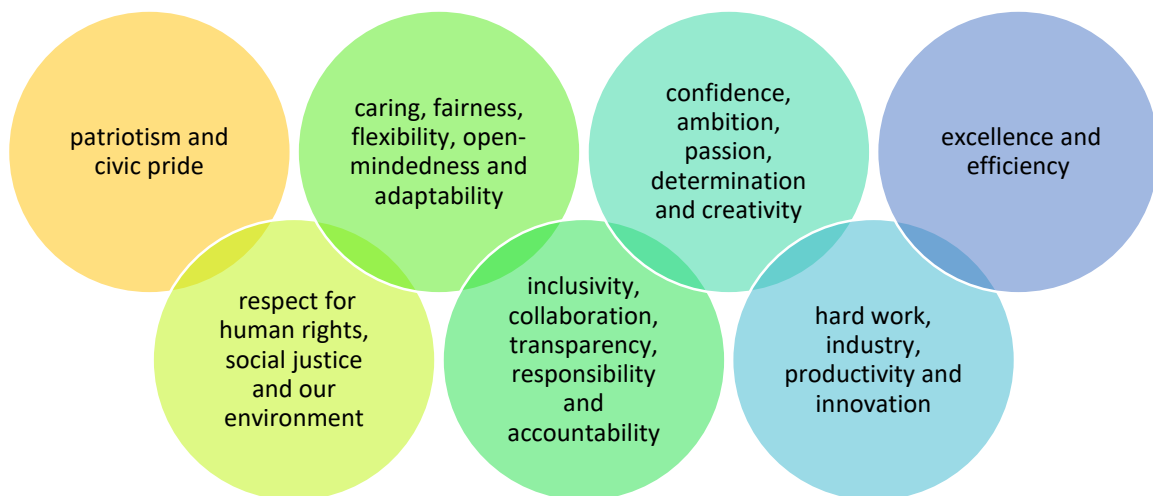 patriotism and
civic pride
caring, fairness,
flexibility, open-
mindedness and
adaptability
confidence,
ambition,
passion,
determination
and creativity
excellence and
efficiency
respect for
human rights,
social justice
and our
environment
inclusivity,
collaboration,
transparency,
responsibility
and
accountability
hard work,
industry,
productivity and
innovation